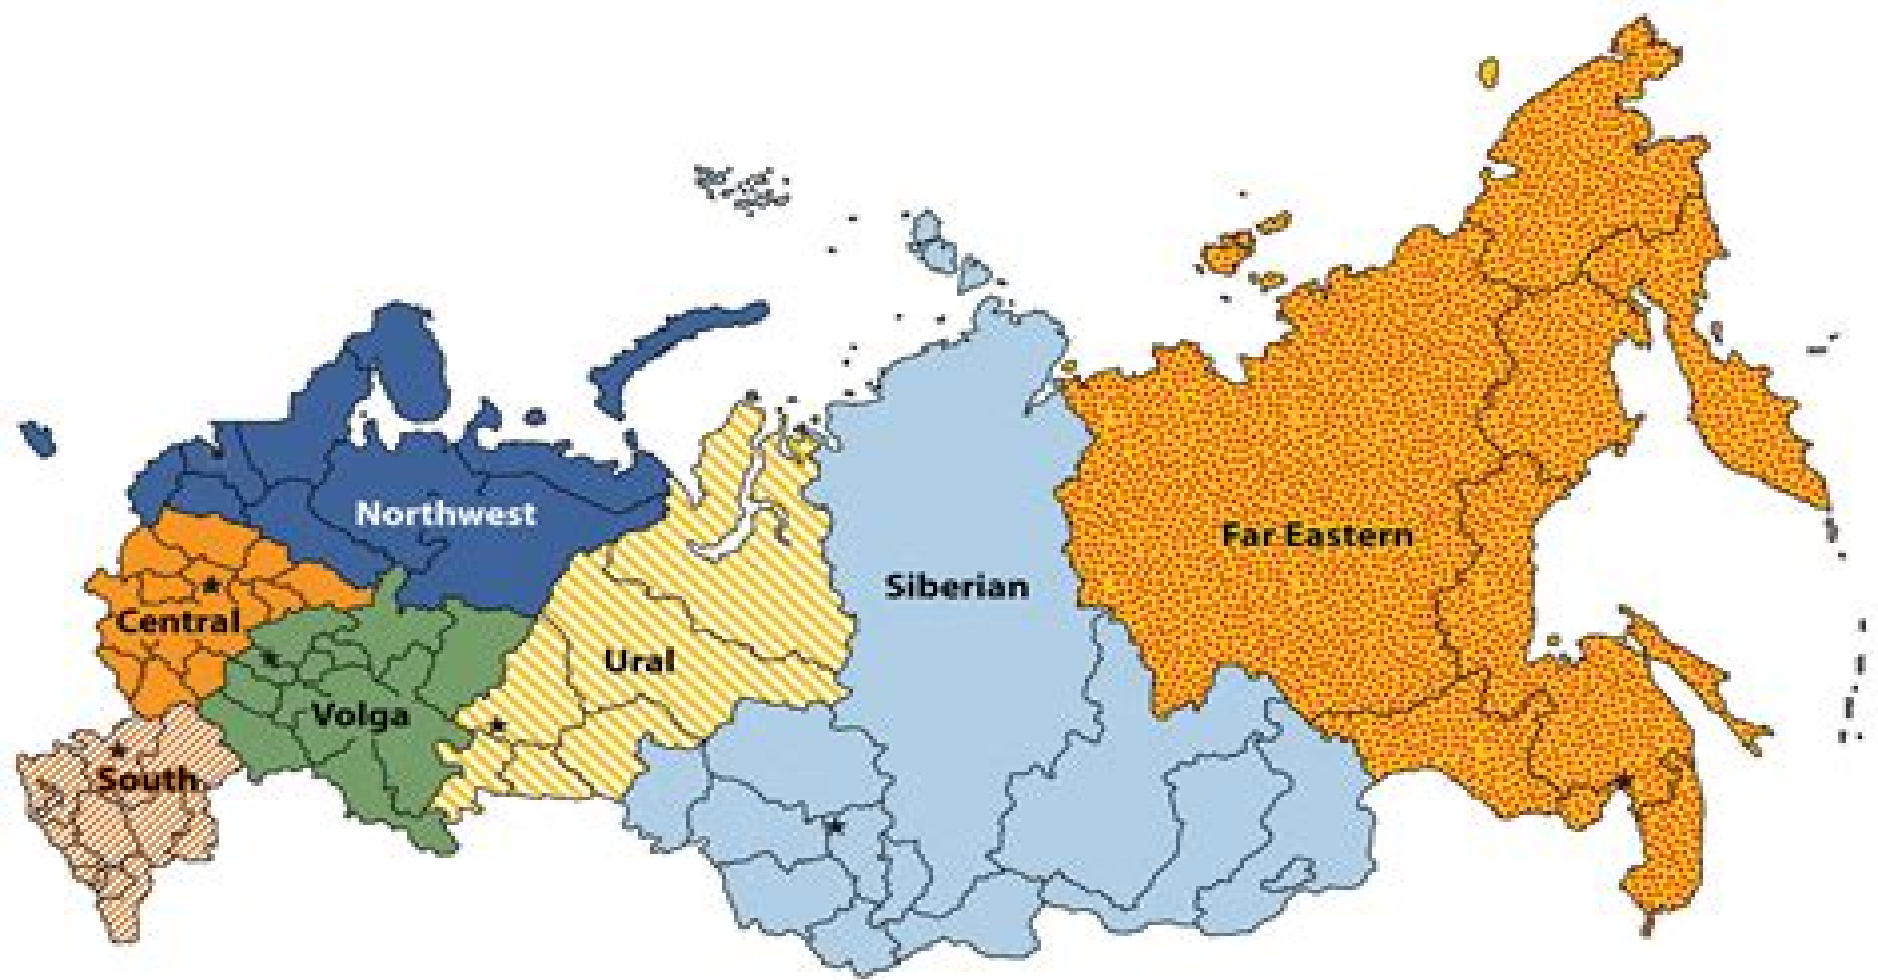 Northwest
Far Eastern
Siberian
Central
Ural
Volga
South